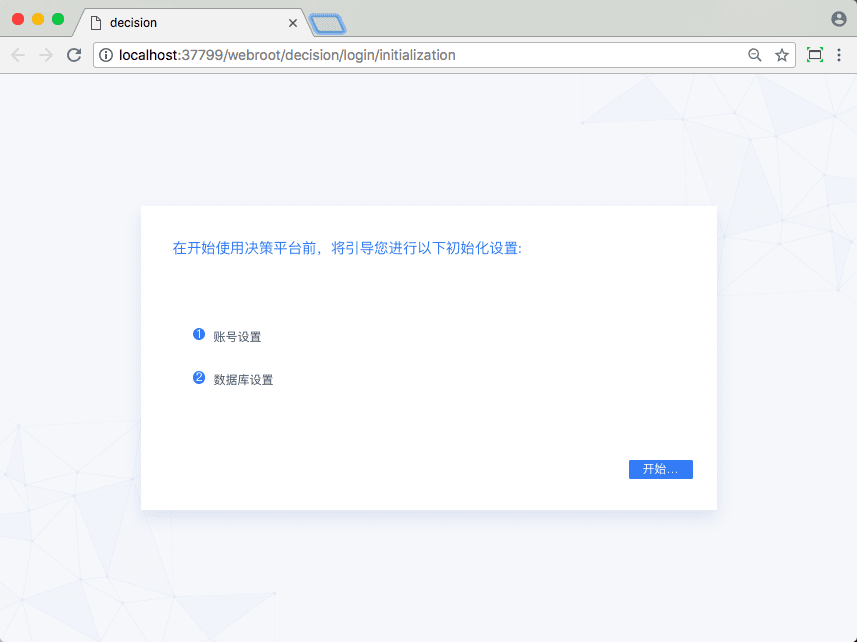 decision
localhost:37799/webroot/decision/login/initialization
在开始使用决策平台前，将引导您进行以下初始化设置:
1 账号设置
2 数据库设置
开始...